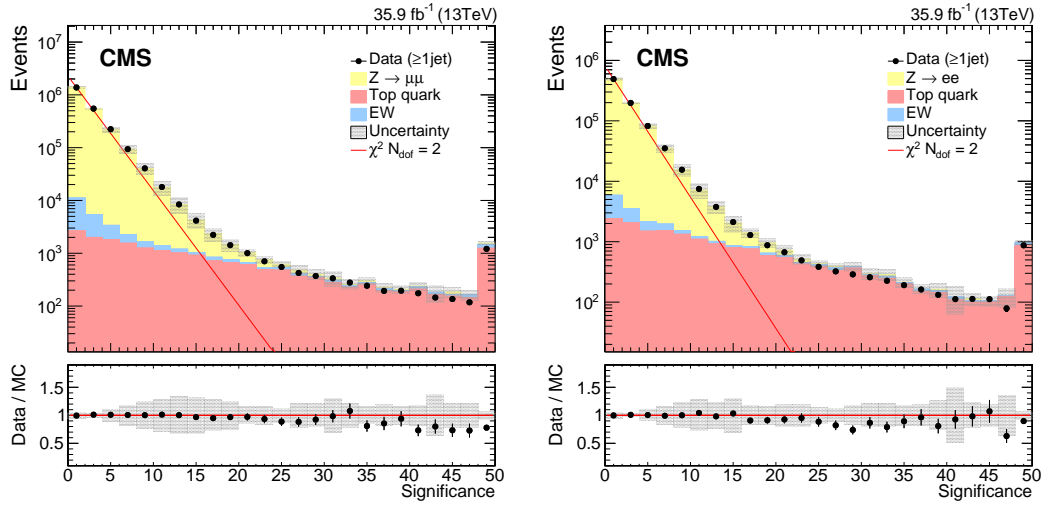 35.9 fb⁻¹ (13TeV)
CMS
Data (≥1jet)
Z → μμ
Top quark
EW
Uncertainty
χ² N_dof = 2
Events
10⁷
10⁶
10⁵
10⁴
10³
10²
Data / MC
1.5
1
0.5
0 5 10 15 20 25 30 35 40 45 50
Significance
35.9 fb⁻¹ (13TeV)
CMS
Data (≥1jet)
Z → ee
Top quark
EW
Uncertainty
χ² N_dof = 2
Events
10⁶
10⁵
10⁴
10³
10²
Data / MC
1.5
1
0.5
0 5 10 15 20 25 30 35 40 45 50
Significance